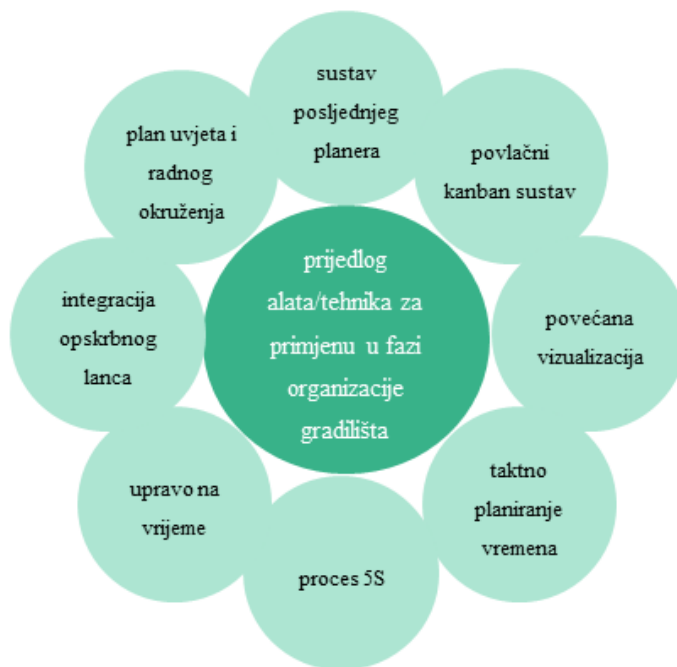 sustav
posljednjeg
planera
povlačni
kanban sustav
povećana
vizualizacija
taktno
planiranje
vremena
proces 5S
upravo na
vrijeme
integracija
opskrbnog
lanca
plan uvjeta i
radnog
okruženja
prijedlog
alata/tehnika za
primjenu u fazi
organizacije
gradilišta